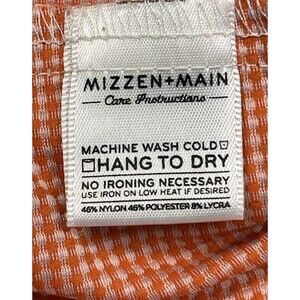 MIZZEN+MAIN
Care Instructions
MACHINE WASH COLD
HANG TO DRY
NO IRONING NECESSARY
USE IRON ON LOW HEAT IF DESIRED
46% NYLON 46% POLYESTER 8% LYCRA